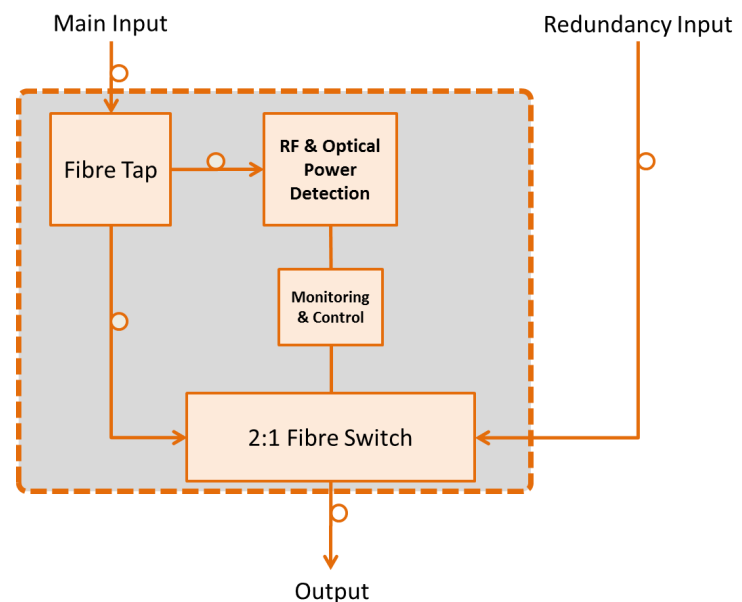 Main Input
Redundancy Input
Fibre Tap
RF & Optical
Power
Detection
Monitoring
& Control
2:1 Fibre Switch
Output